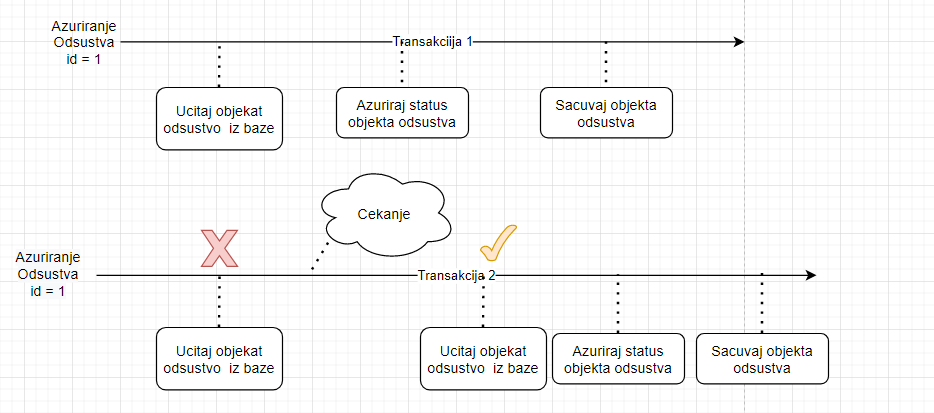 Azuriranje
Odsustva
id = 1
Transakciija 1
Ucitaj objekat
odsustvo iz baze
Azuriraj status
objekta odsustva
Sacuvaj objekta
odsustva
Cekanje
Azuriranje
Odsustva
id = 1
Transakcija 2
Ucitaj objekat
odsustvo iz baze
Ucitaj objekat
odsustvo iz baze
Azuriraj status
objekta odsustva
Sacuvaj objekta
odsustva